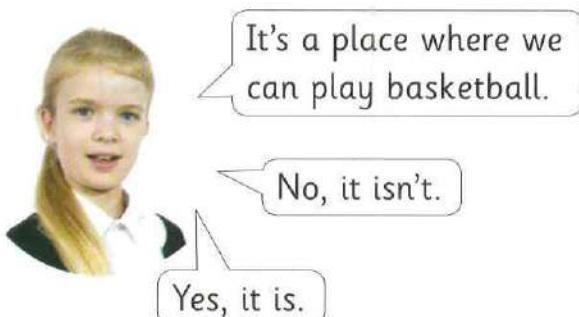 It's a place where we
can play basketball.
No, it isn't.
Yes, it is.